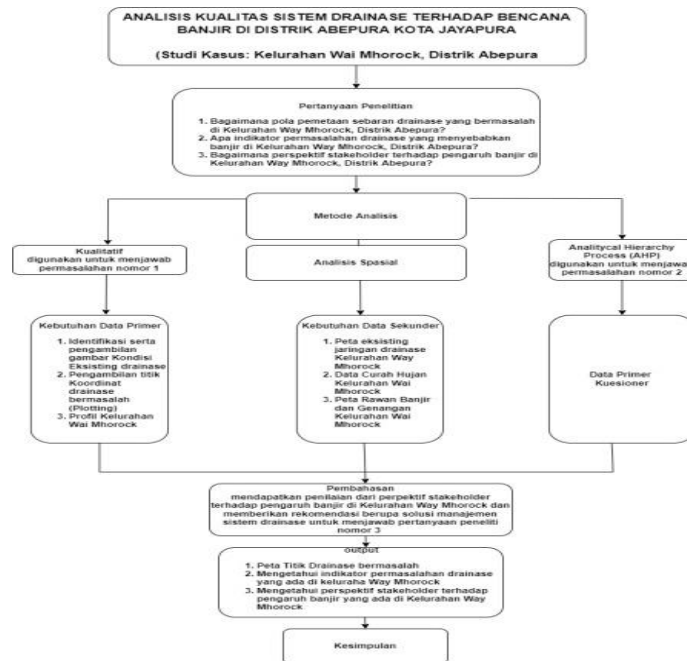 ANALISIS KUALITAS SISTEM DRAINASE TERHADAP BENCANA
BANJIR DI DISTRIK ABEPURA KOTA JAYAPURA
(Studi Kasus: Kelurahan Wai Mhorock, Distrik Abepura
Pertanyaan Penelitian
1. Bagaimana pola pemetaan sebaran drainase yang bermasalah
di Kelurahan Way Mhorock, Distrik Abepura?
2. Apa indikator permasalahan drainase yang menyebabkan
banjir di Kelurahan Way Mhorock, Distrik Abepura?
3. Bagaimana perspektif stakeholder terhadap pengaruh banjir di
Kelurahan Way Mhorock, Distrik Abepura?
Metode Analisis
Kualitatif
digunakan untuk menjawab
permasalahan nomor 1
Analisis Spasial
Analitycal Hierarchy
Process (AHP)
digunakan untuk menjawab
permasalahan nomor 2
Kebutuhan Data Primer
1. Identifikasi serta
pengambilan
gambar Kondisi
Eksisting drainase
2. Pengambilan titik
Koordinat
drainase
bermasalah
(Plotting)
3. Profil Kelurahan
Wai Mhorock
Kebutuhan Data Sekunder
1. Peta eksisting
jaringan drainase
Kelurahan Way
Mhorock
2. Data Curah Hujan
Kelurahan Wai
Mhorock
3. Peta Rawan Banjir
dan Genangan
Kelurahan Wai
Mhorock
Data Primer
Kuesioner
Pembahasan
mendapatkan penilaian dari perpektif stakeholder
terhadap pengaruh banjir di Kelurahan Way Mhorock dan
memberikan rekomendasi berupa solusi manajemen
sistem drainase untuk menjawab pertanyaan peneliti
nomor 3
output
1. Peta Titik Drainase bermasalah
2. Mengetahui indikator permasalahan drainase
yang ada di keluraha Way Mhorock
3. Mengetahui perspektif stakeholder terhadap
pengaruh banjir yang ada di Kelurahan Way
Mhorock
Kesimpulan